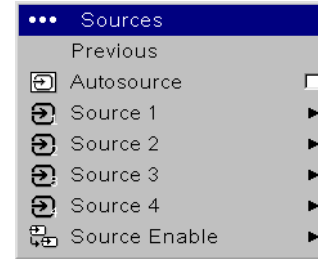 ••• Sources
Previous
Autosource
Source 1
Source 2
Source 3
Source 4
Source Enable